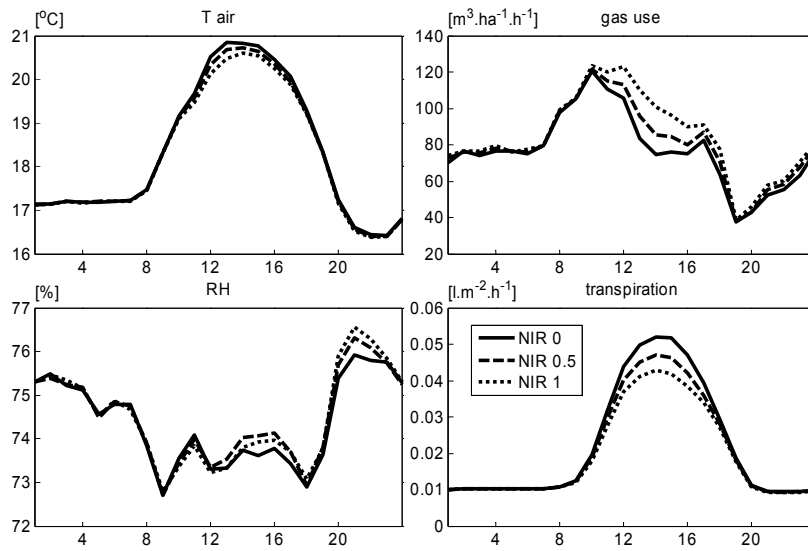 [°C] T air
21
20
19
18
17
16
4 8 12 16 20
[m³.ha⁻¹.h⁻¹] gas use
140
120
100
80
60
40
20
4 8 12 16 20
[%] RH
77
76
75
74
73
72
4 8 12 16 20
[l.m⁻².h⁻¹] transpiration
0.06
0.05
0.04
0.03
0.02
0.01
0
4 8 12 16 20
NIR 0
NIR 0.5
NIR 1